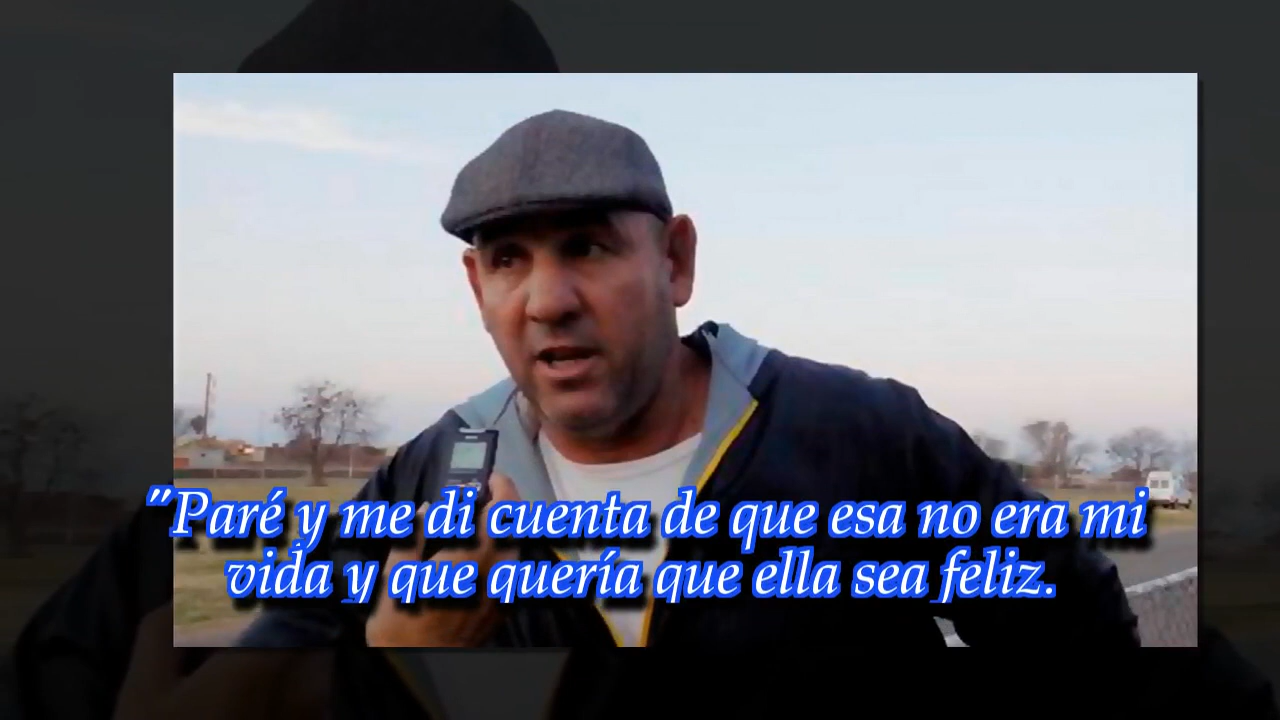 "Paré y me di cuenta de que esa no era mi
vida y que quería que ella sea feliz.